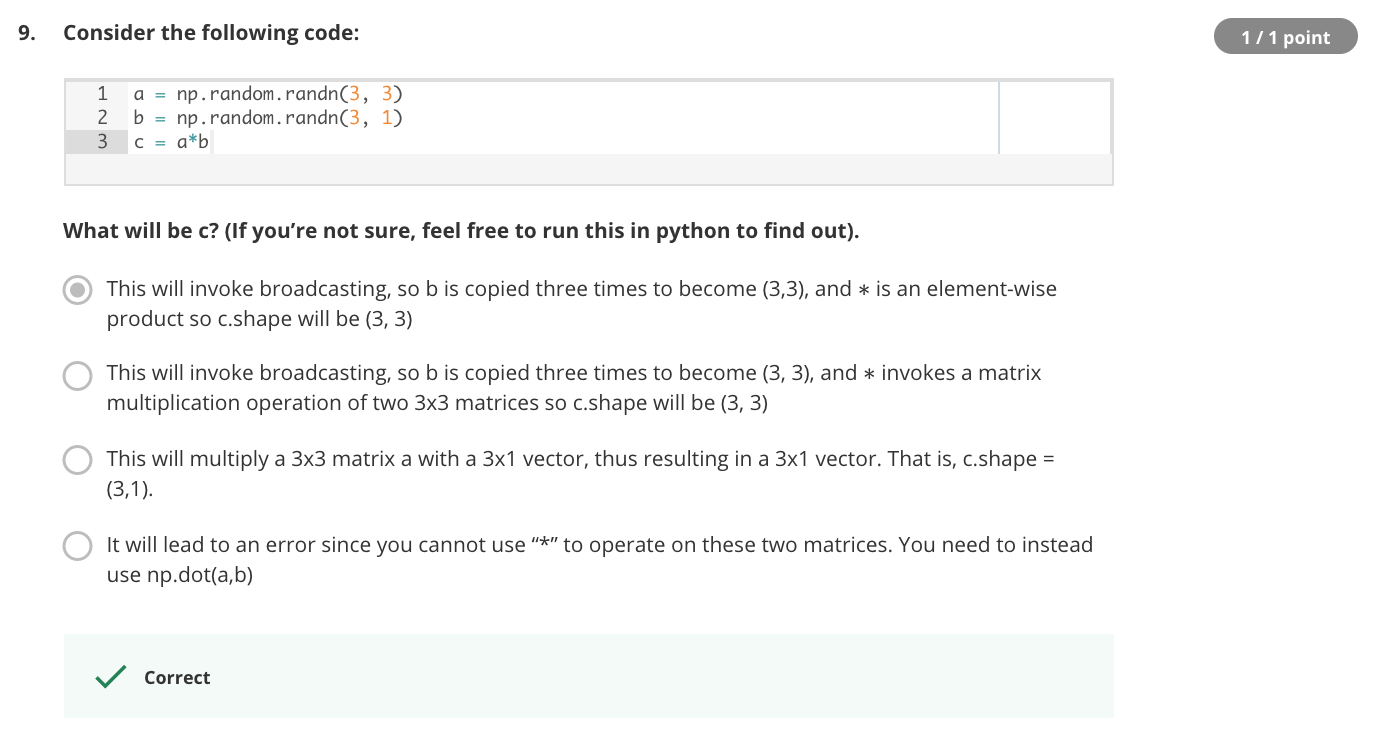 9. Consider the following code:
1 / 1 point
1 a = np.random.randn(3, 3)
2 b = np.random.randn(3, 1)
3 c = a*b
What will be c? (If you’re not sure, feel free to run this in python to find out).
This will invoke broadcasting, so b is copied three times to become (3,3), and ∗ is an element-wise
product so c.shape will be (3, 3)
This will invoke broadcasting, so b is copied three times to become (3, 3), and ∗ invokes a matrix
multiplication operation of two 3x3 matrices so c.shape will be (3, 3)
This will multiply a 3x3 matrix a with a 3x1 vector, thus resulting in a 3x1 vector. That is, c.shape =
(3,1).
It will lead to an error since you cannot use “*” to operate on these two matrices. You need to instead
use np.dot(a,b)
Correct